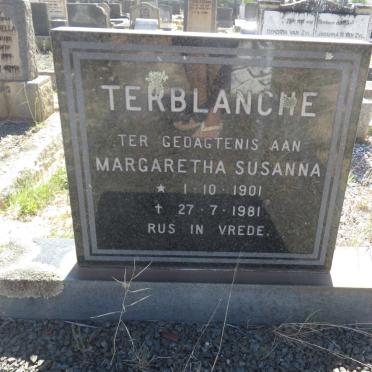 TERBLANCHE
TER GEDAGTENIS AAN
MARGARETHA SUSANNA
★ 1-10-1901
✝ 27-7-1981
RUS IN VREDE.